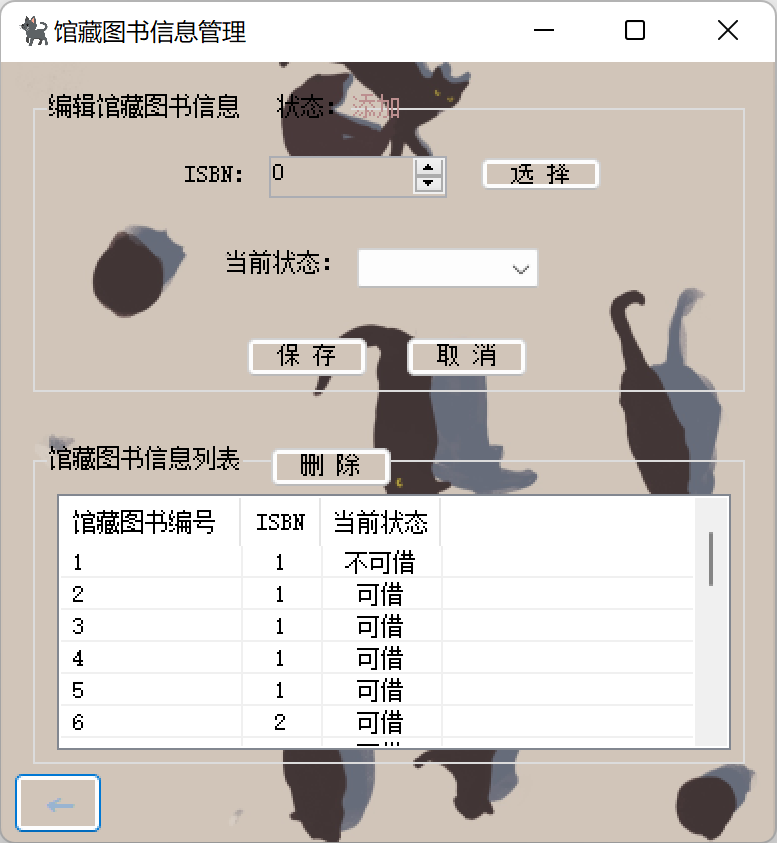 馆藏图书信息管理
编辑馆藏图书信息 状态：添加
ISBN： 0 选 择
当前状态：
保 存 取 消
馆藏图书信息列表 删 除
馆藏图书编号 ISBN 当前状态
1 1 不可借
2 1 可借
3 1 可借
4 1 可借
5 1 可借
6 2 可借